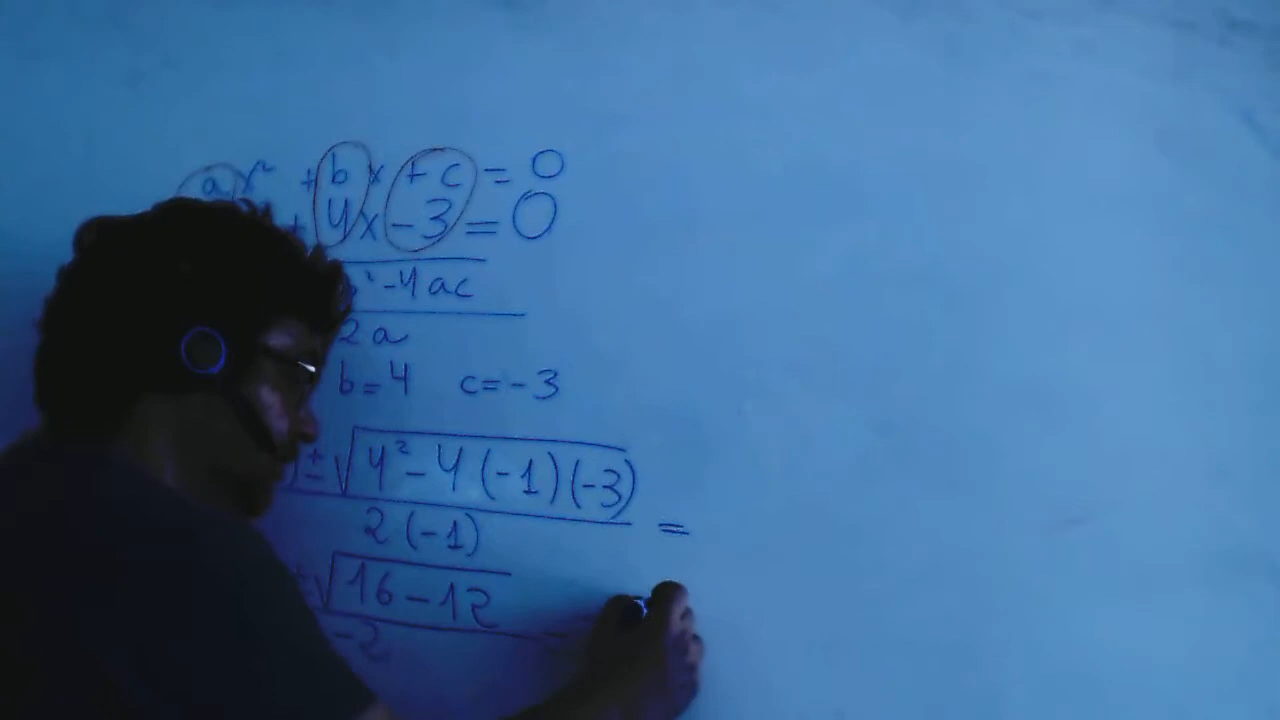 ax² + bx + c = 0
+ 4x - 3 = 0
b² - 4ac
2a
b = 4 c = -3
) ± √4² - 4(-1)(-3)
2(-1) =
± √16 - 12
-2 =